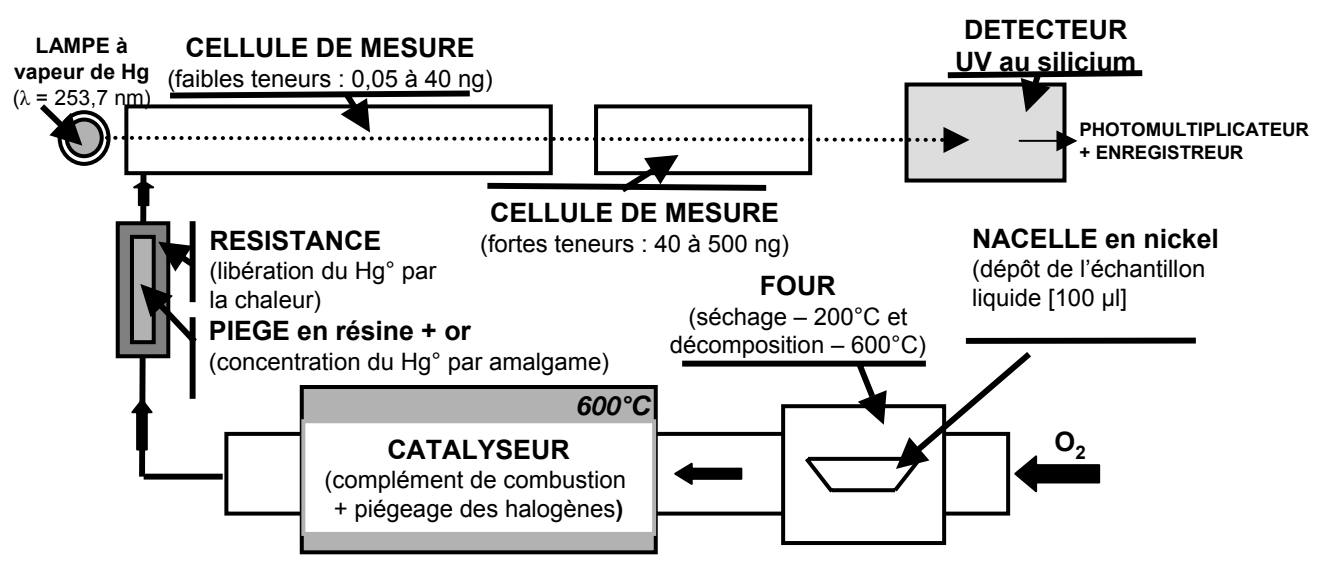 LAMPE à
vapeur de Hg
(λ = 253,7 nm)
CELLULE DE MESURE
(faibles teneurs : 0,05 à 40 ng)
DETECTEUR
UV au silicium
PHOTOMULTIPLICATEUR
+ ENREGISTREUR
CELLULE DE MESURE
(fortes teneurs : 40 à 500 ng)
RESISTANCE
(libération du Hg° par
la chaleur)
PIEGE en résine + or
(concentration du Hg° par amalgame)
FOUR
(séchage – 200°C et
décomposition – 600°C)
NACELLE en nickel
(dépôt de l'échantillon
liquide [100 µl]
600°C
CATALYSEUR
(complément de combustion
+ piégeage des halogènes)
O₂